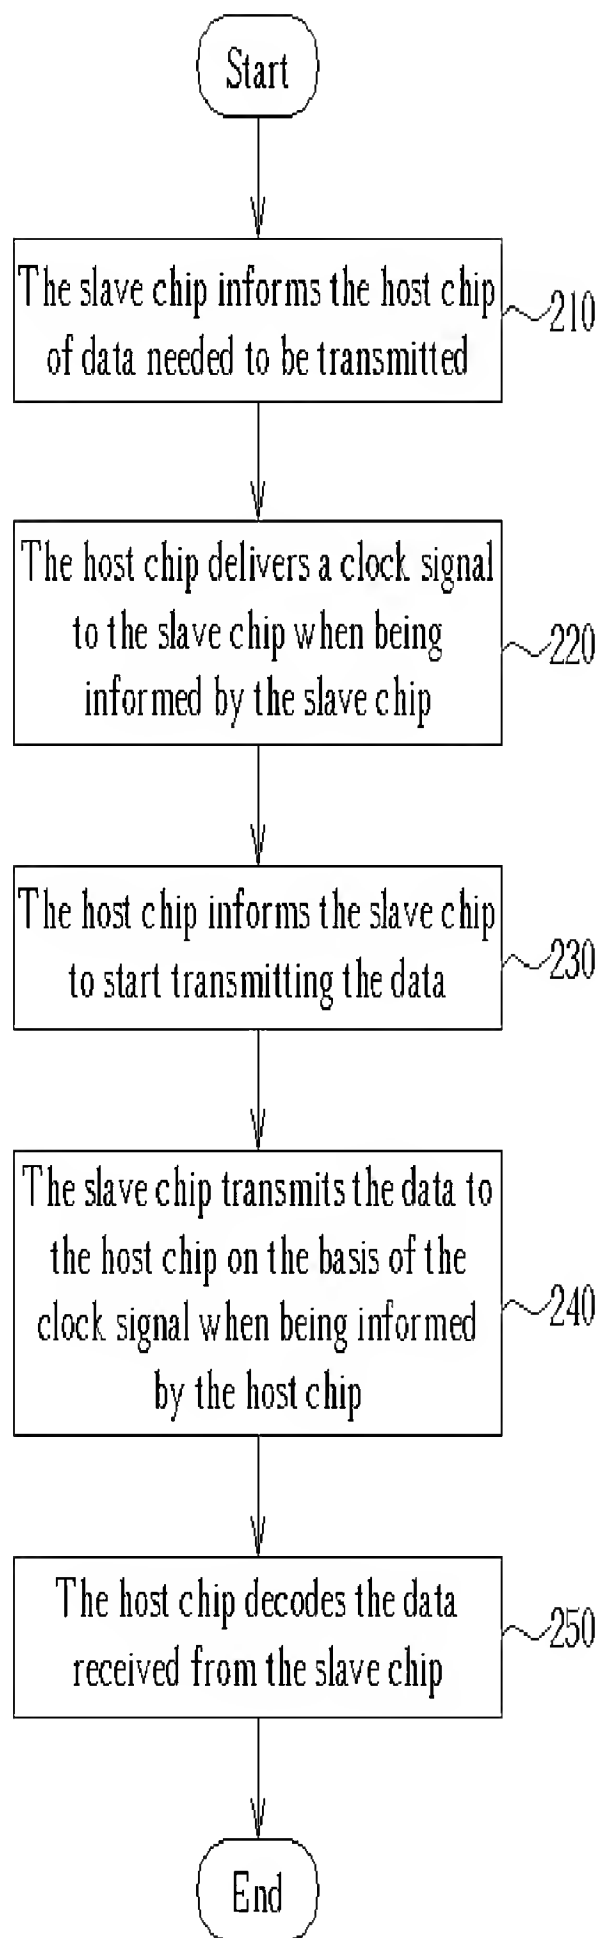 Start
The slave chip informs the host chip
of data needed to be transmitted
210
The host chip delivers a clock signal
to the slave chip when being
informed by the slave chip
220
The host chip informs the slave chip
to start transmitting the data
230
The slave chip transmits the data to
the host chip on the basis of the
clock signal when being informed
by the host chip
240
The host chip decodes the data
received from the slave chip
250
End